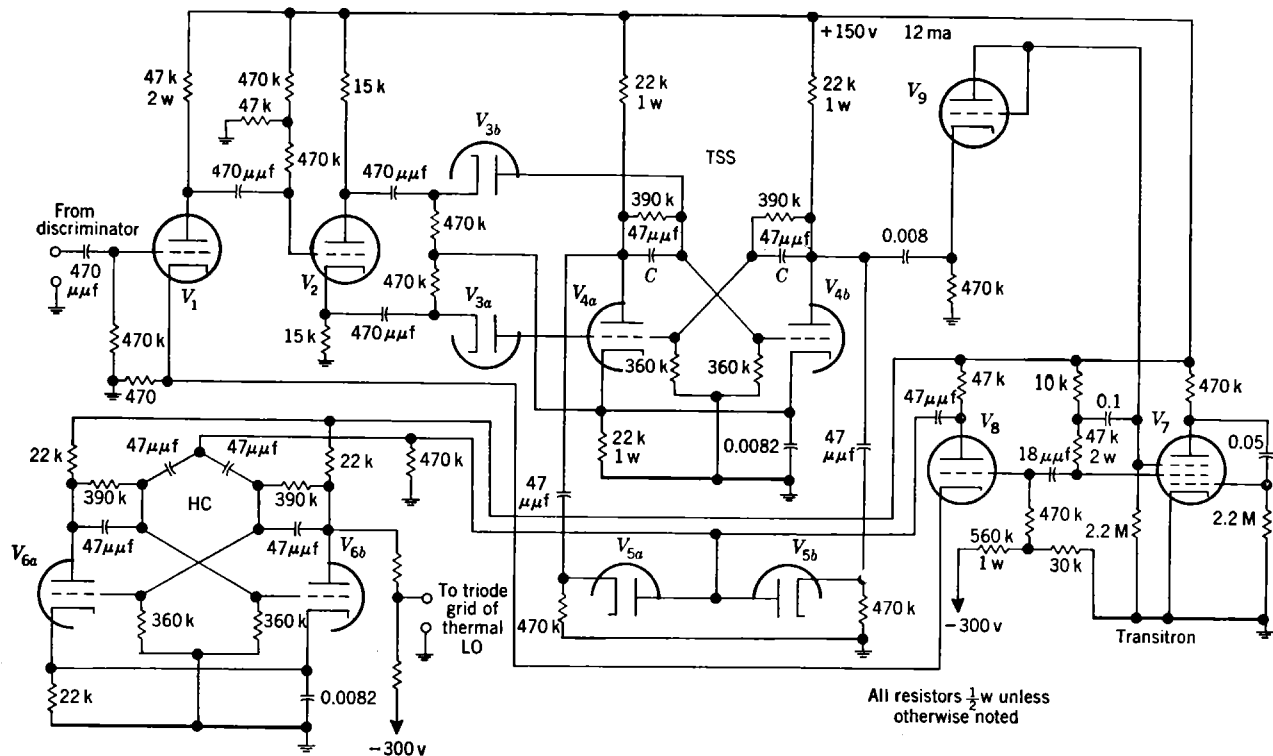 +150 v 12 ma
47 k
2 w
470 k
47 k
15 k
22 k
1 w
22 k
1 w
V9
V3b
TSS
470 μμf
470 k
470 μμf
390 k
390 k
From
discriminator
470 k
47 μμf
47 μμf
0.008
470
μμf
V1
V2
C
C
470 k
V3a
V4a
V4b
470 k
470 k
15 k
470 μμf
360 k
360 k
47 μμf
47 k
10 k
470 k
470
0.1
V8
V7
47 μμf
47 μμf
22 k
22 k
470 k
22 k
1 w
0.0082
47
μμf
18 μμf
47 k
2 w
0.05
390 k
390 k
HC
47
μμf
470 k
2.2 M
2.2 M
47 μμf
47 μμf
V6a
V6b
V5a
V5b
560 k
1 w
30 k
360 k
360 k
To triode
grid of
thermal
LO
470 k
470 k
−300 v
Transitron
22 k
0.0082
All resistors ½ w unless
otherwise noted
−300 v